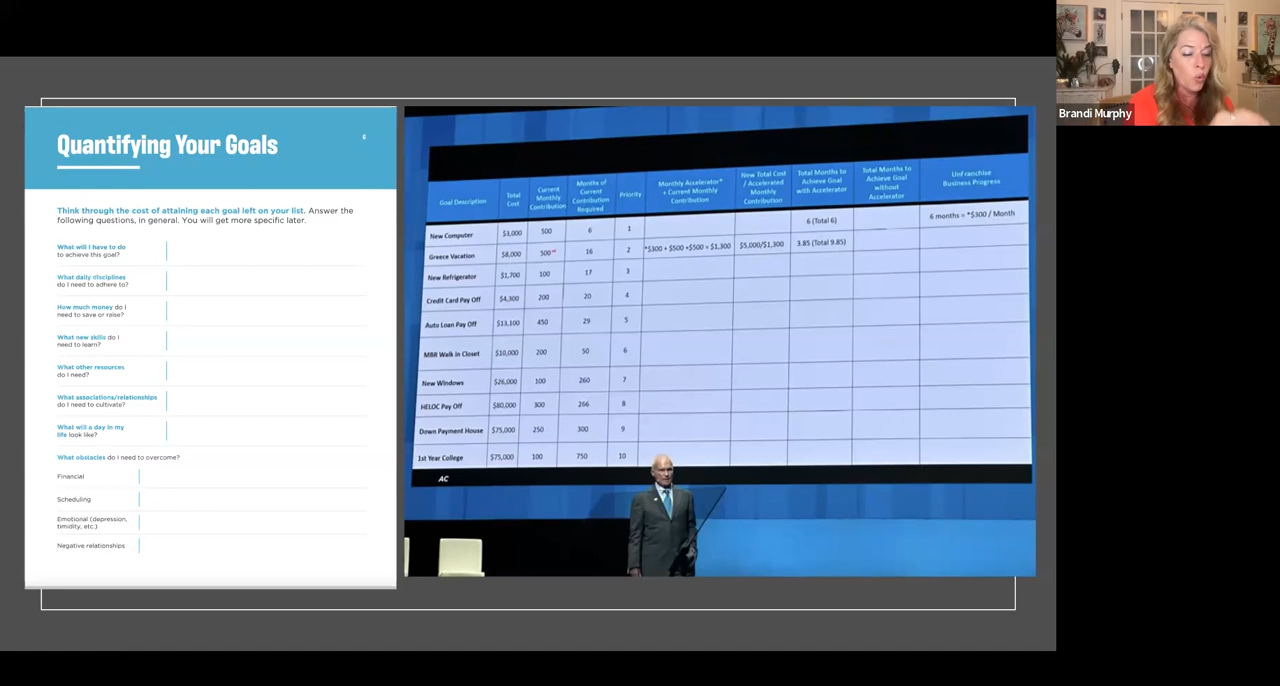 Quantifying Your Goals
6
Think through the cost of attaining each goal left on your list. Answer the
following questions, in general. You will get more specific later.
What will I have to do
to achieve this goal?
What daily disciplines
do I need to adhere to?
How much money do I
need to save or raise?
What new skills do I
need to learn?
What other resources
do I need?
What associations/relationships
do I need to cultivate?
What will a day in my
life look like?
What obstacles do I need to overcome?
Financial
Scheduling
Emotional (depression,
timidity, etc.)
Negative relationships
Goal Description
Total
Cost
Current
Monthly
Contribution
Months of
Current
Contribution
Required
Priority
Monthly Accelerator*
+ Current Monthly
Contribution
New Total Cost
/ Accelerated
Monthly
Contribution
Total Months to
Achieve Goal
with Accelerator
Total Months to
Achieve Goal
without
Accelerator
UnFranchise
Business Progress
New Computer $3,000 500 6 1 6 (Total 6) 6 months = *$300 / Month
Greece Vacation $8,000 500 16 2 *$300 + $500 +$500 = $1,300 $5,000/$1,300 3.85 (Total 9.85)
New Refrigerator $1,700 100 17 3
Credit Card Pay Off $4,300 200 20 4
Auto Loan Pay Off $13,100 450 29 5
MBR Walk in Closet $10,000 200 50 6
New Windows $26,000 100 260 7
HELOC Pay Off $80,000 300 266 8
Down Payment House $75,000 250 300 9
1st Year College $75,000 100 750 10
AC
Brandi Murphy